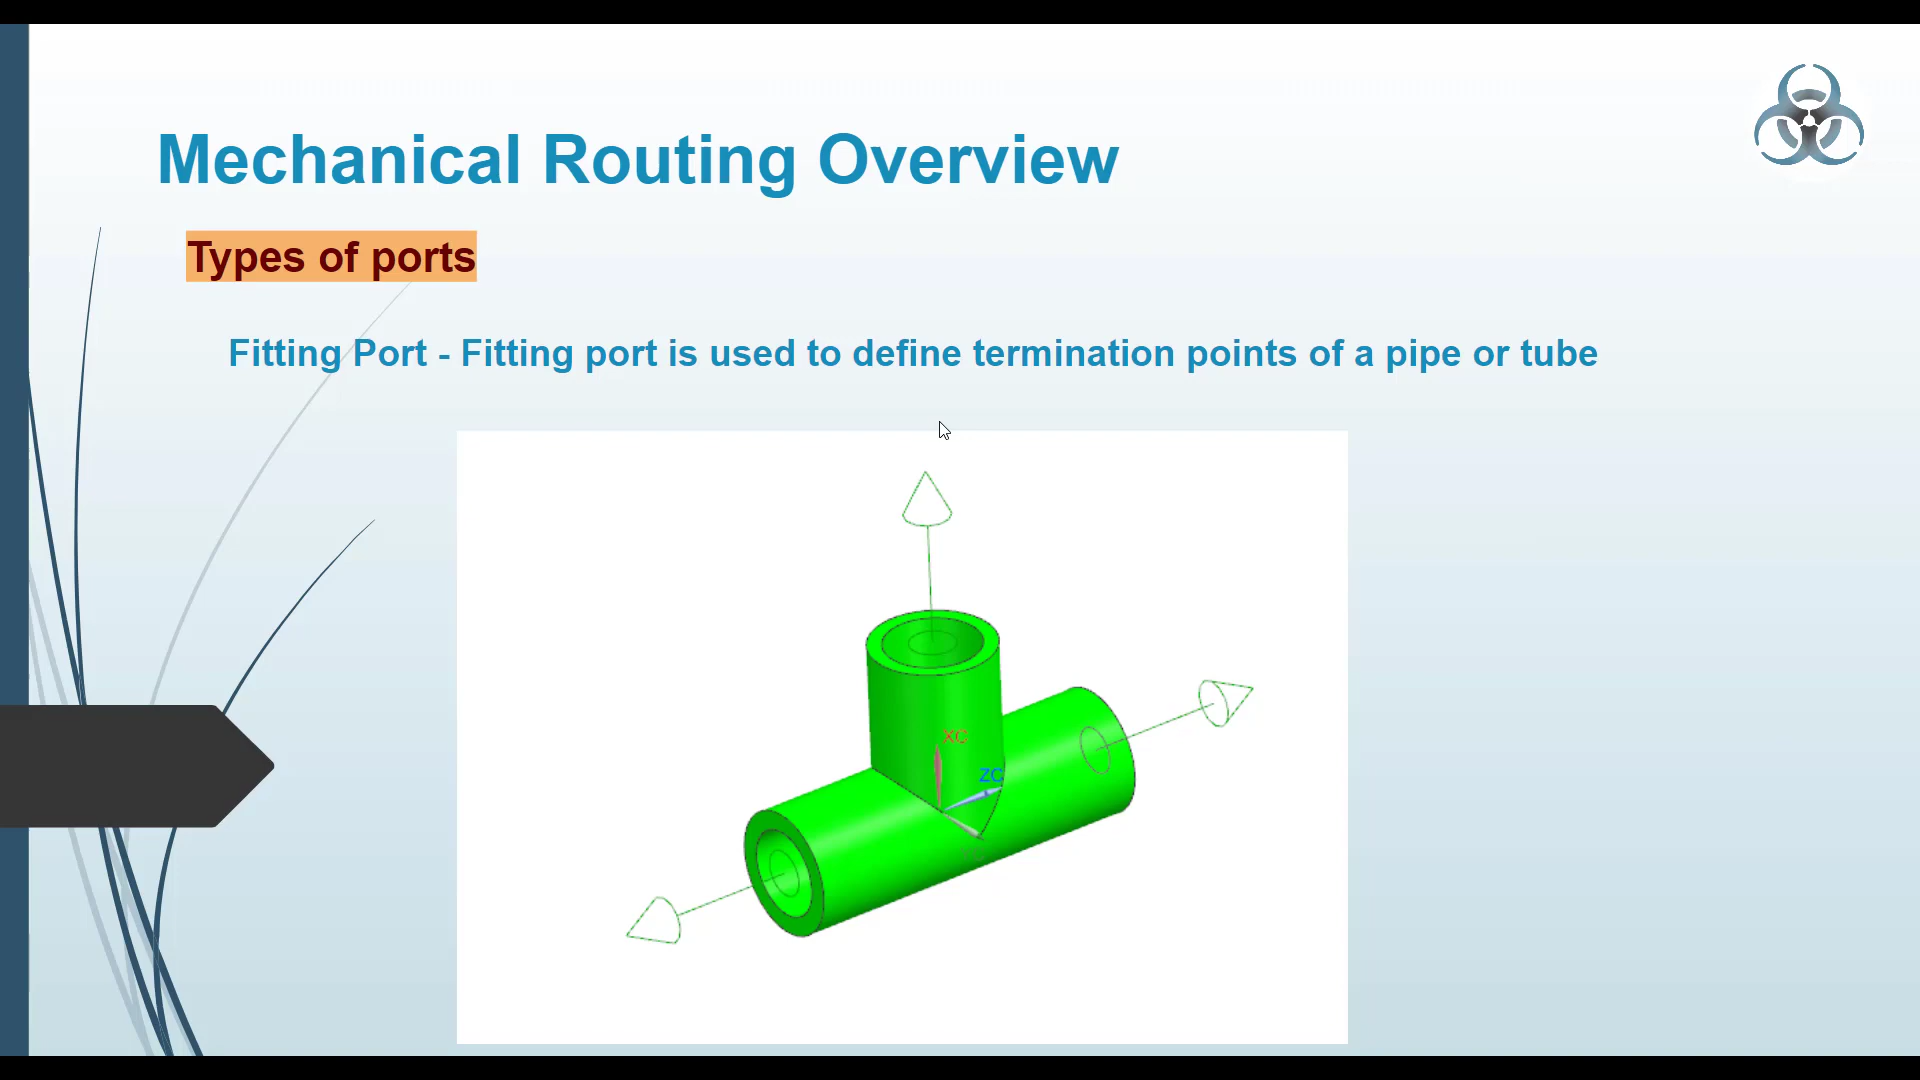 Mechanical Routing Overview
Types of ports
Fitting Port - Fitting port is used to define termination points of a pipe or tube
XC
ZC